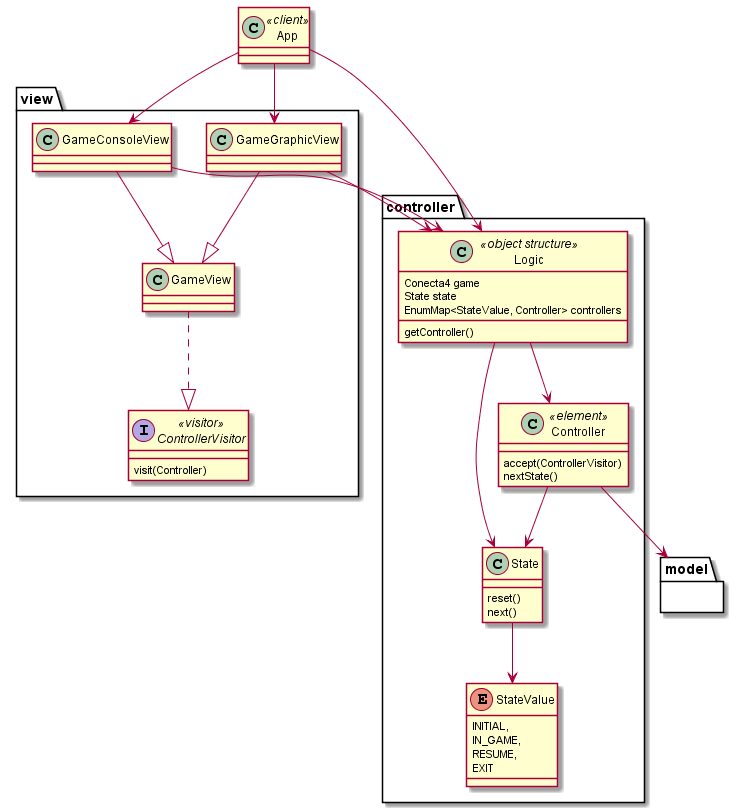 C «client»
App
view
C GameConsoleView
C GameGraphicView
controller
C «object structure»
Logic
Conecta4 game
State state
EnumMap<StateValue, Controller> controllers
getController()
C GameView
I «visitor»
ControllerVisitor
visit(Controller)
C «element»
Controller
accept(ControllerVisitor)
nextState()
C State
reset()
next()
model
E StateValue
INITIAL,
IN_GAME,
RESUME,
EXIT